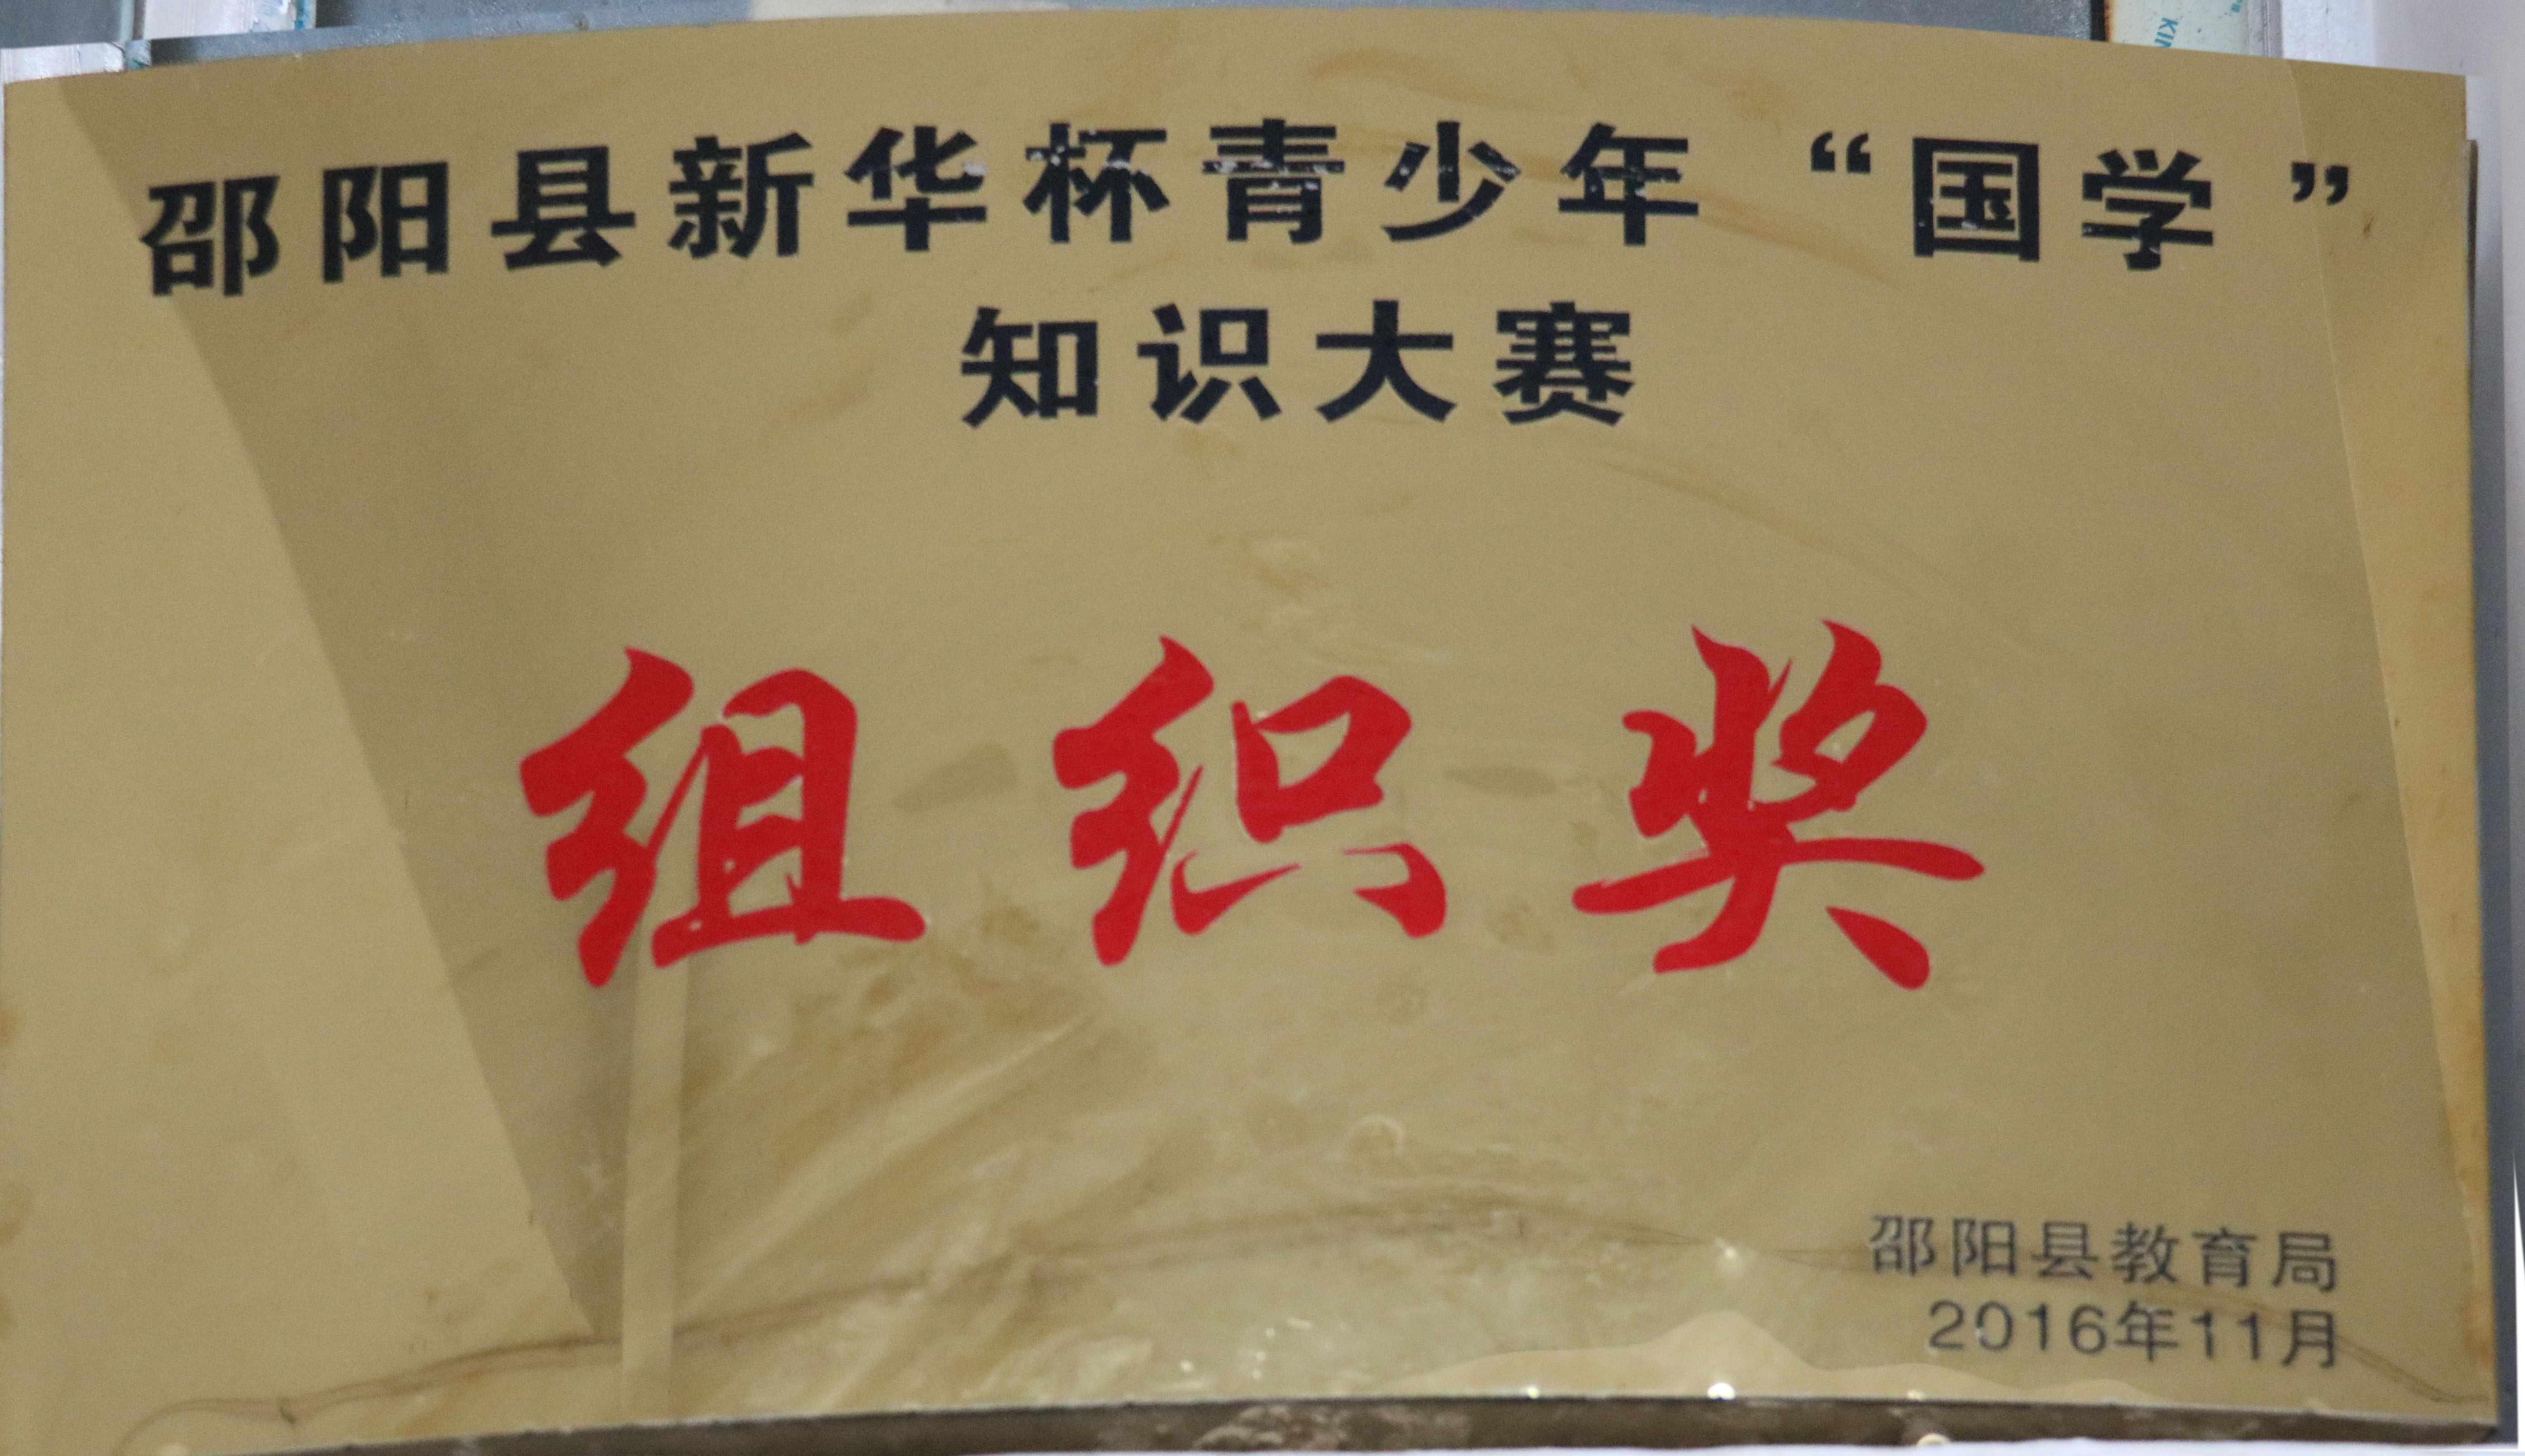 邵阳县新华杯青少年“国学”
知识大赛
组织奖
邵阳县教育局
2016年11月